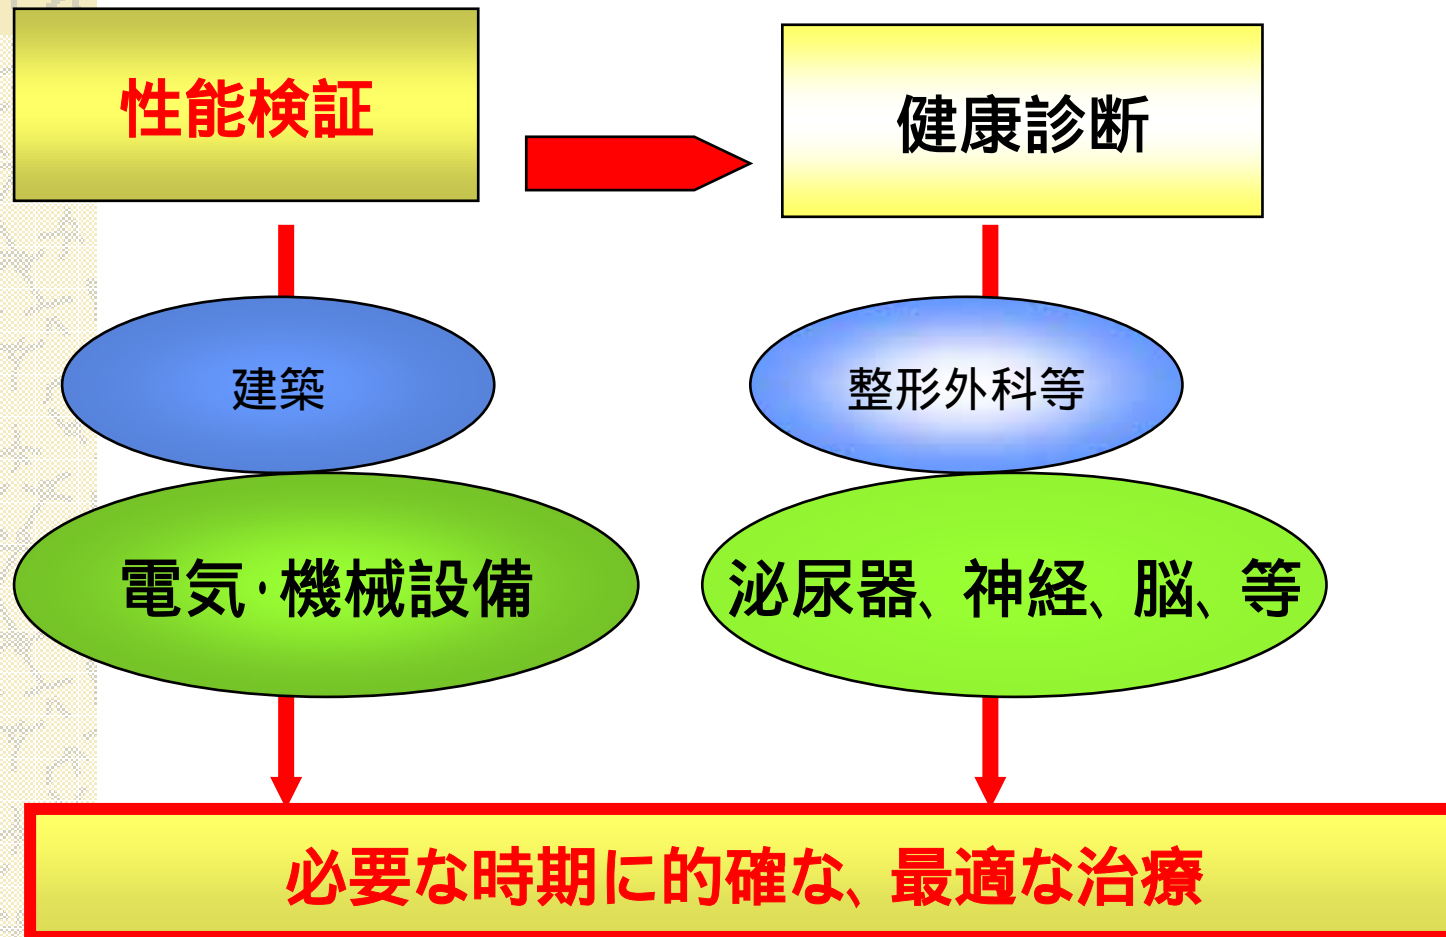 性能検証
健康診断
建築
整形外科等
電気・機械設備
泌尿器、神経、脳、等
必要な時期に的確な、最適な治療